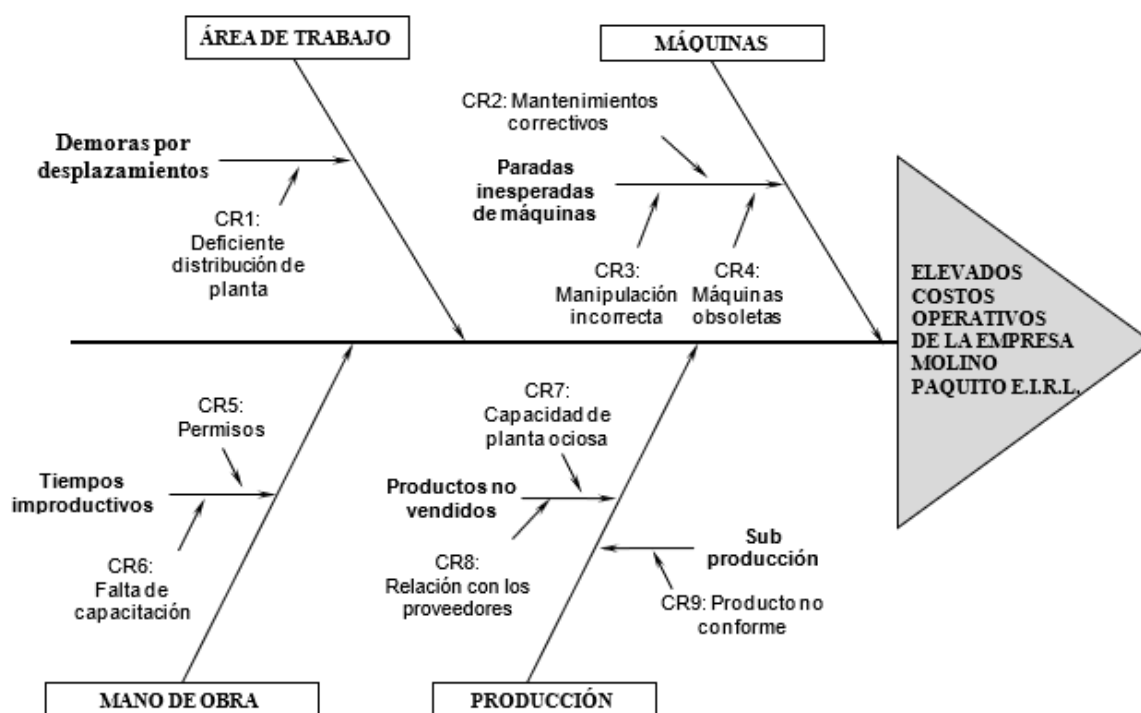 ÁREA DE TRABAJO
MÁQUINAS
CR2: Mantenimientos
correctivos
Demoras por
desplazamientos
Paradas
inesperadas
de máquinas
CR1:
Deficiente
distribución de
planta
CR3:
Manipulación
incorrecta
CR4:
Máquinas
obsoletas
ELEVADOS
COSTOS
OPERATIVOS
DE LA EMPRESA
MOLINO
PAQUITO E.I.R.L.
CR5:
Permisos
CR7:
Capacidad de
planta ociosa
Tiempos
improductivos
Productos no
vendidos
Sub
producción
CR6:
Falta de
capacitación
CR8:
Relación con los
proveedores
CR9: Producto no
conforme
MANO DE OBRA
PRODUCCIÓN